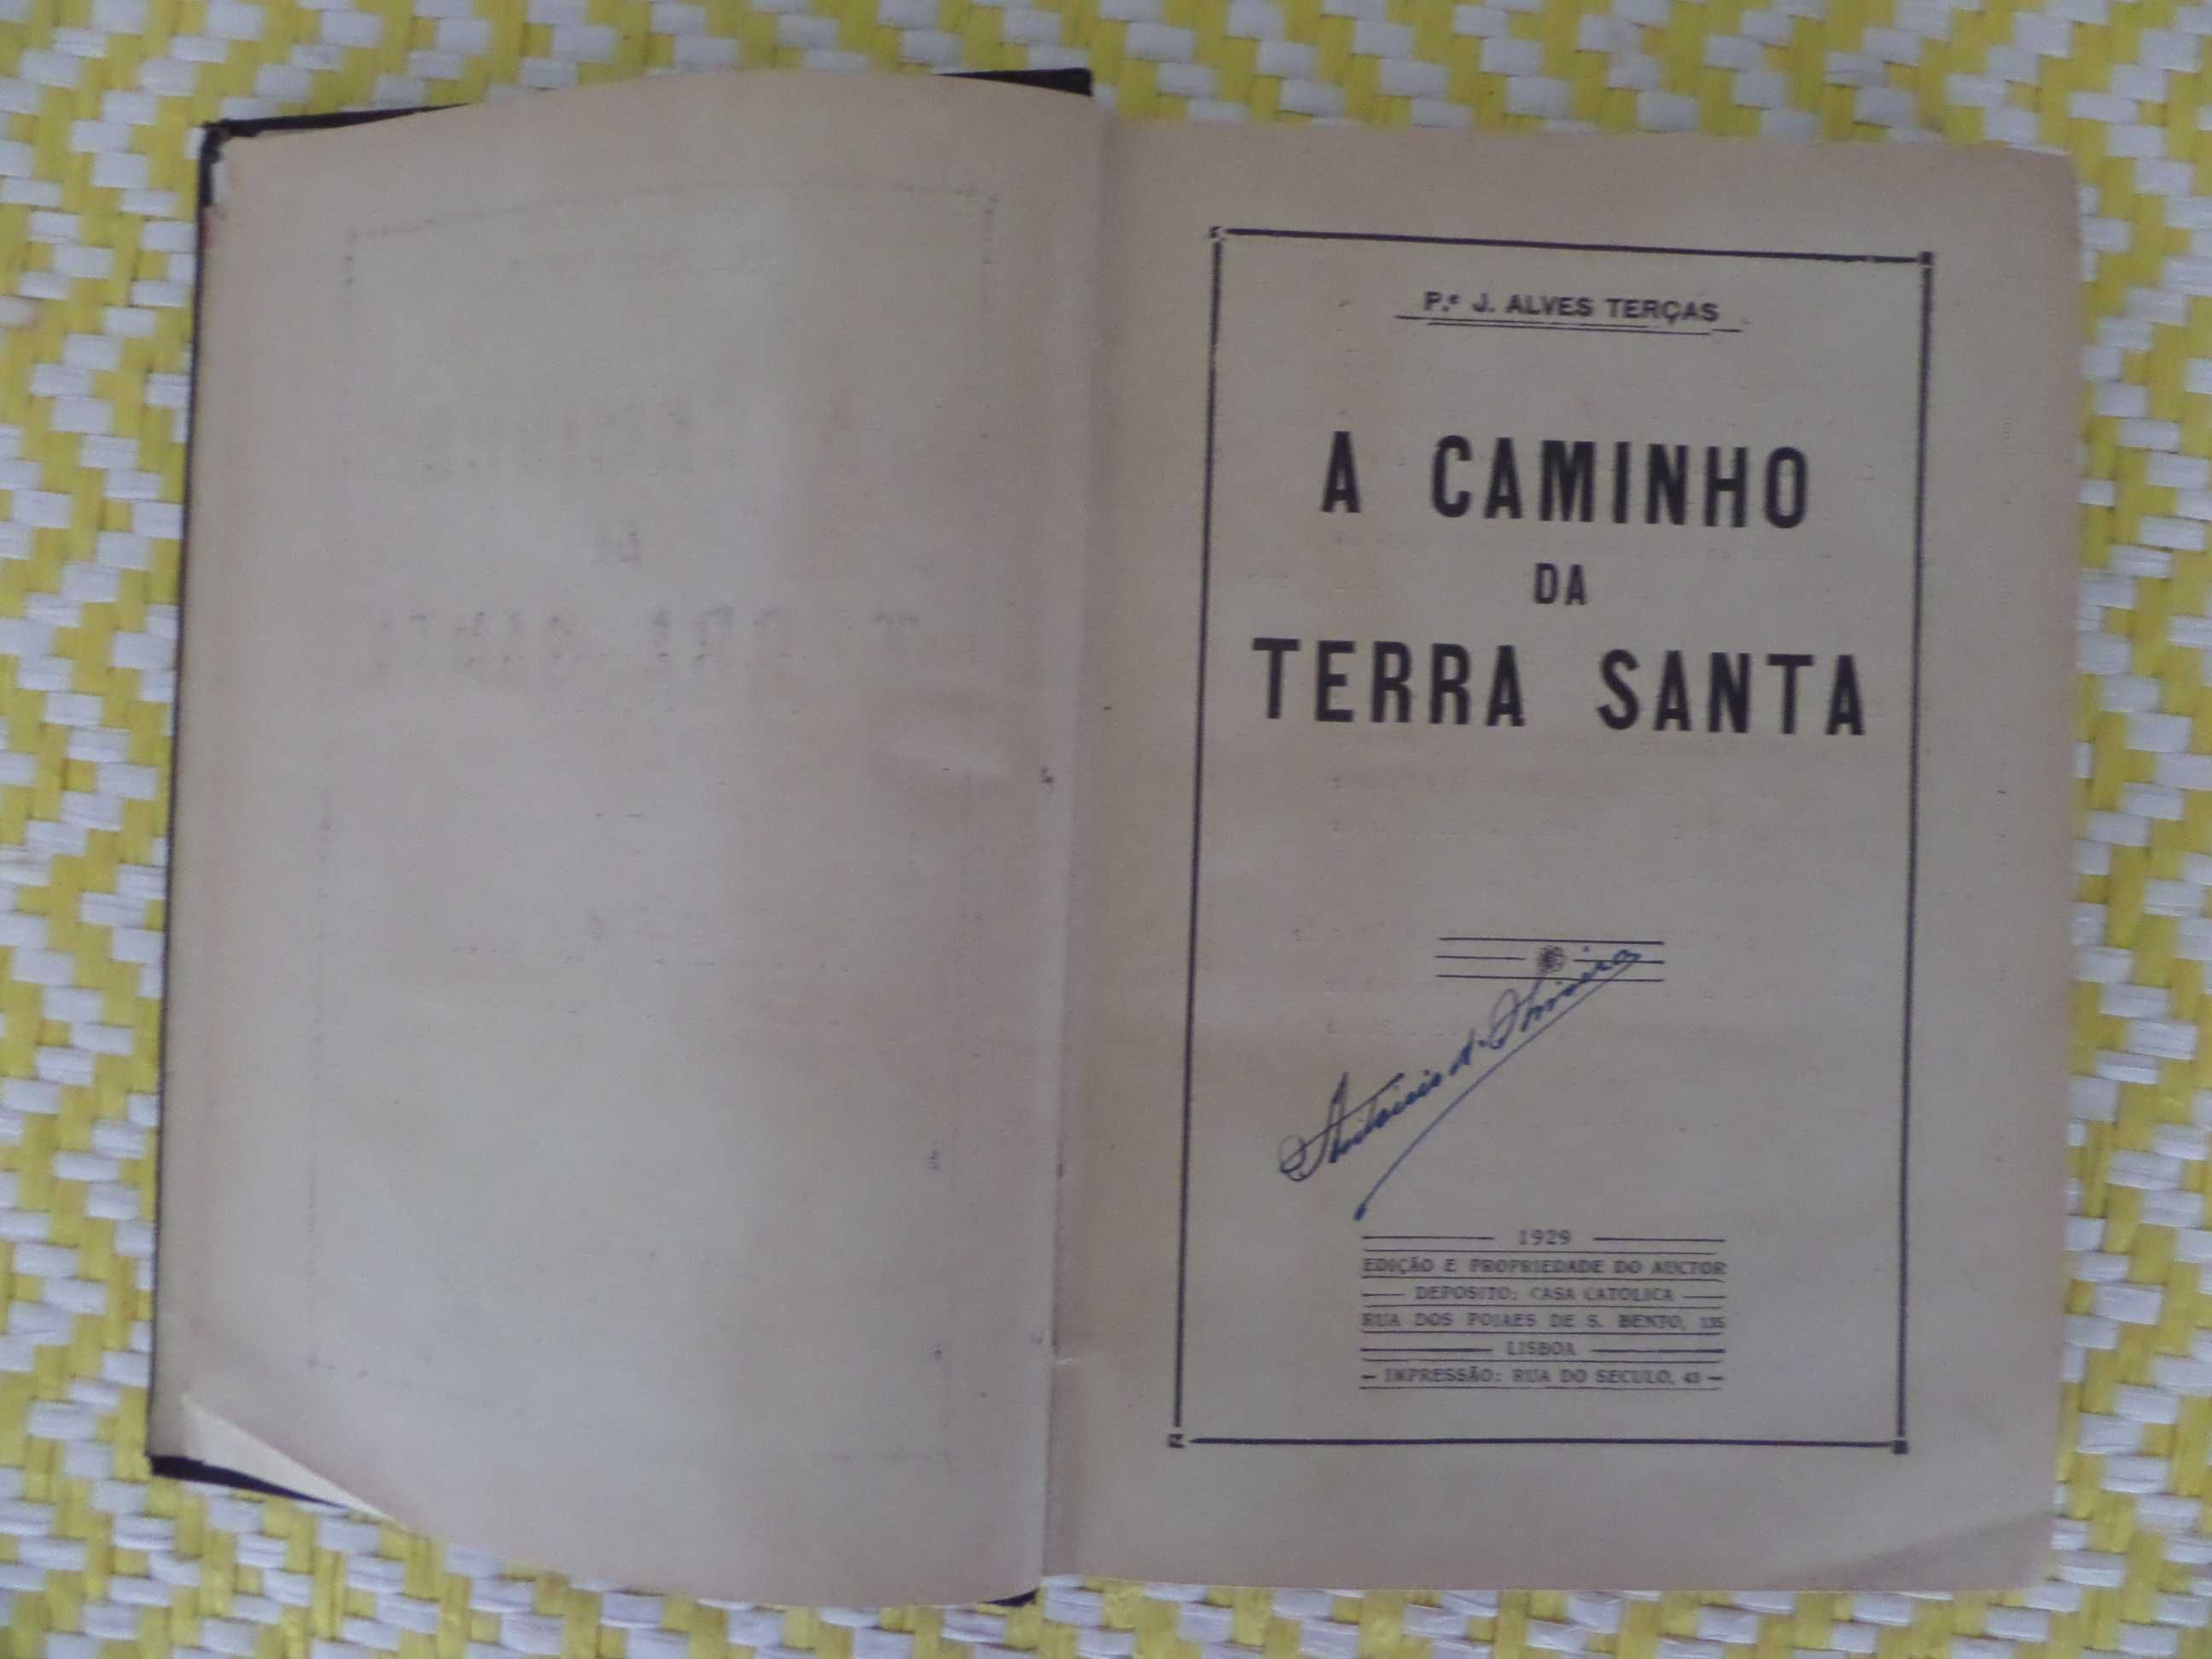 P.e J. ALVES TERÇAS
A CAMINHO
DA
TERRA SANTA
Antonio d'
1929
EDIÇÃO E PROPRIEDADE DO AUCTOR
DEPOSITO: CASA CATOLICA
RUA DOS POIAES DE S. BENTO, 135
LISBOA
IMPRESSÃO: RUA DO SECULO, 43